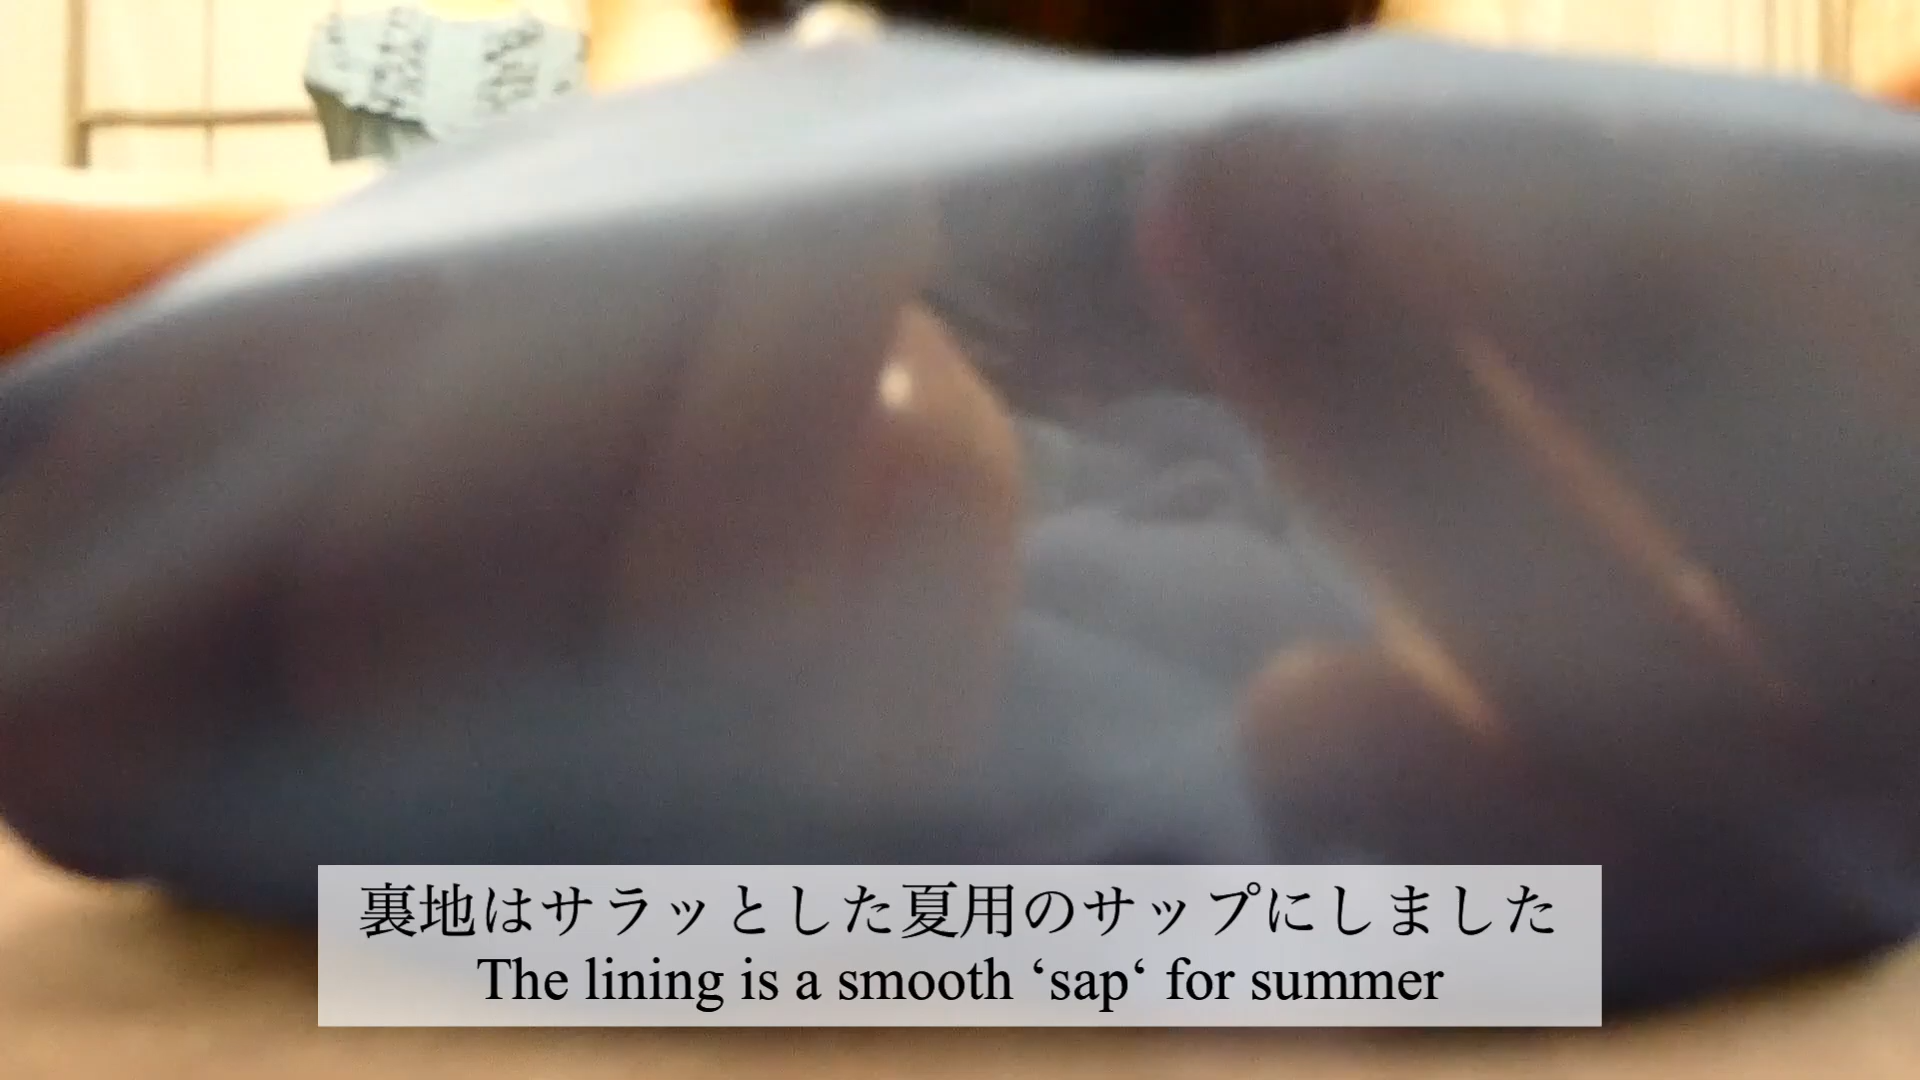 裏地はサラッとした夏用のサップにしました
The lining is a smooth ‘sap‘ for summer